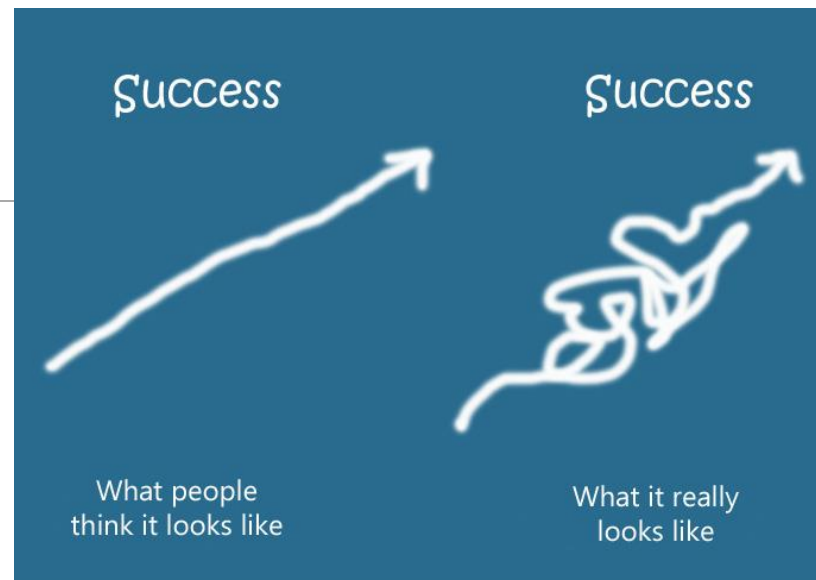 Success
What people
think it looks like
Success
What it really
looks like